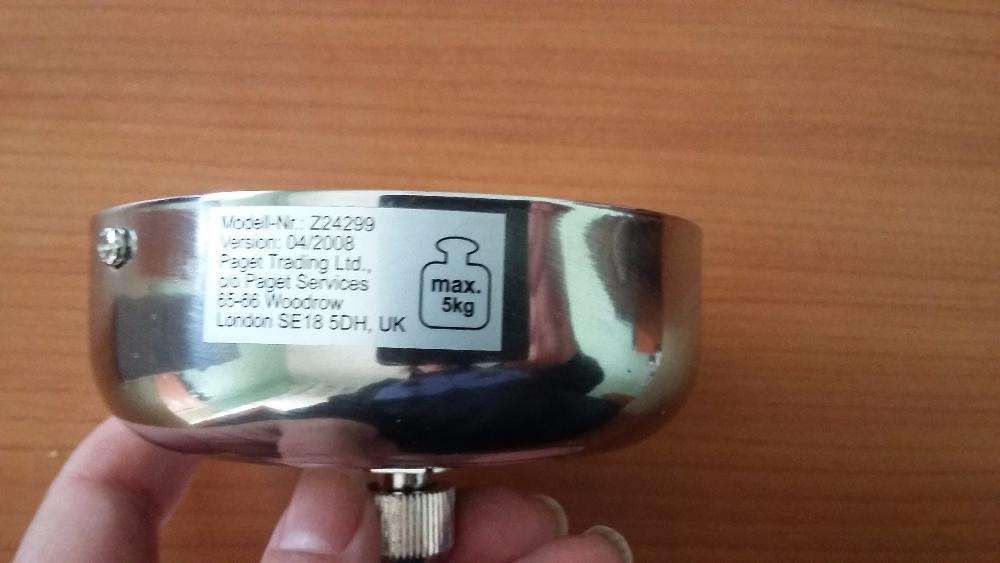 Modell-Nr.: Z24299
Version: 04/2008
Paget Trading Ltd.,
c/o Paget Services
65-66 Woodrow
London SE18 5DH, UK
max.
5kg